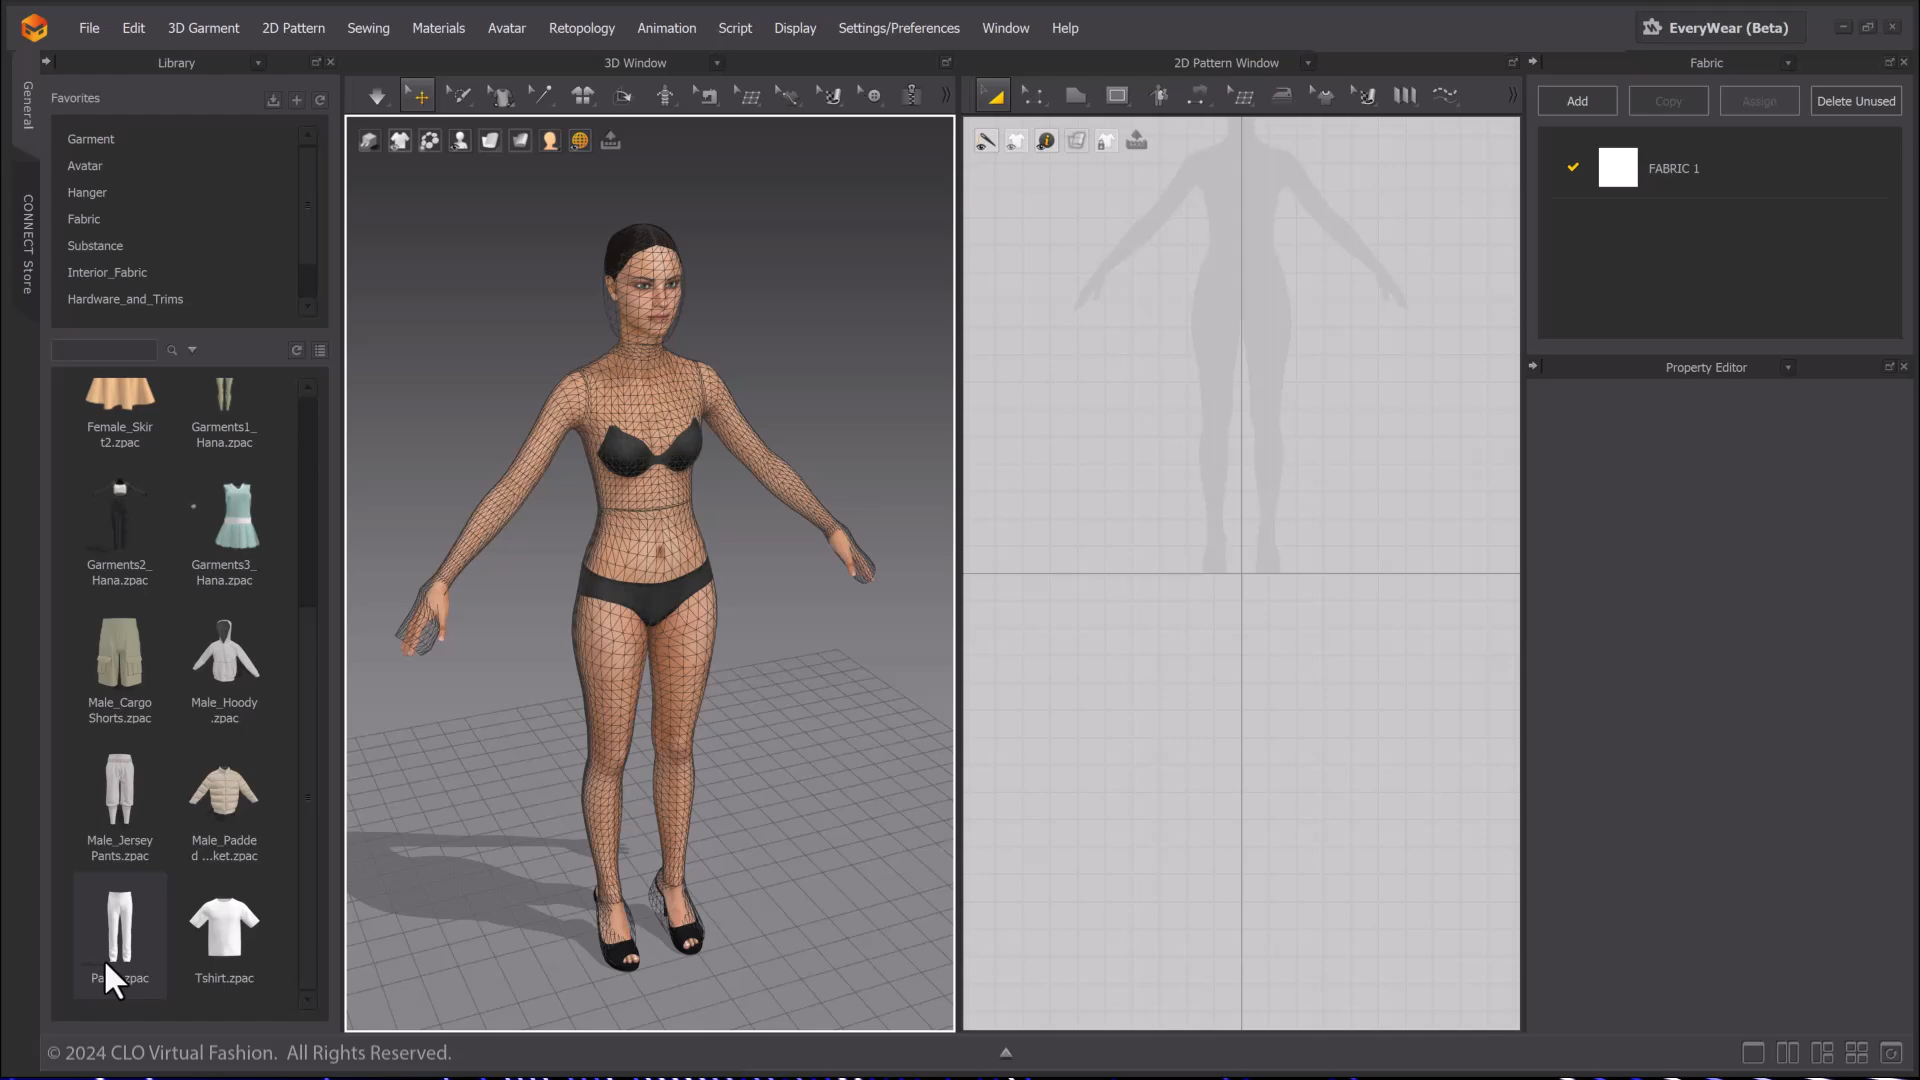 File Edit 3D Garment 2D Pattern Sewing Materials Avatar Retopology Animation Script Display Settings/Preferences Window Help EveryWear (Beta)
Library 3D Window 2D Pattern Window Fabric
General
CONNECT Store
Favorites
Garment
Avatar
Hanger
Fabric
Substance
Interior_Fabric
Hardware_and_Trims
Female_Skir
t2.zpac
Garments1_
Hana.zpac
Garments2_
Hana.zpac
Garments3_
Hana.zpac
Male_Cargo
Shorts.zpac
Male_Hoody
.zpac
Male_Jersey
Pants.zpac
Male_Padde
d ...ket.zpac
Tshirt.zpac
Add Copy Assign Delete Unused
FABRIC 1
Property Editor
© 2024 CLO Virtual Fashion. All Rights Reserved.